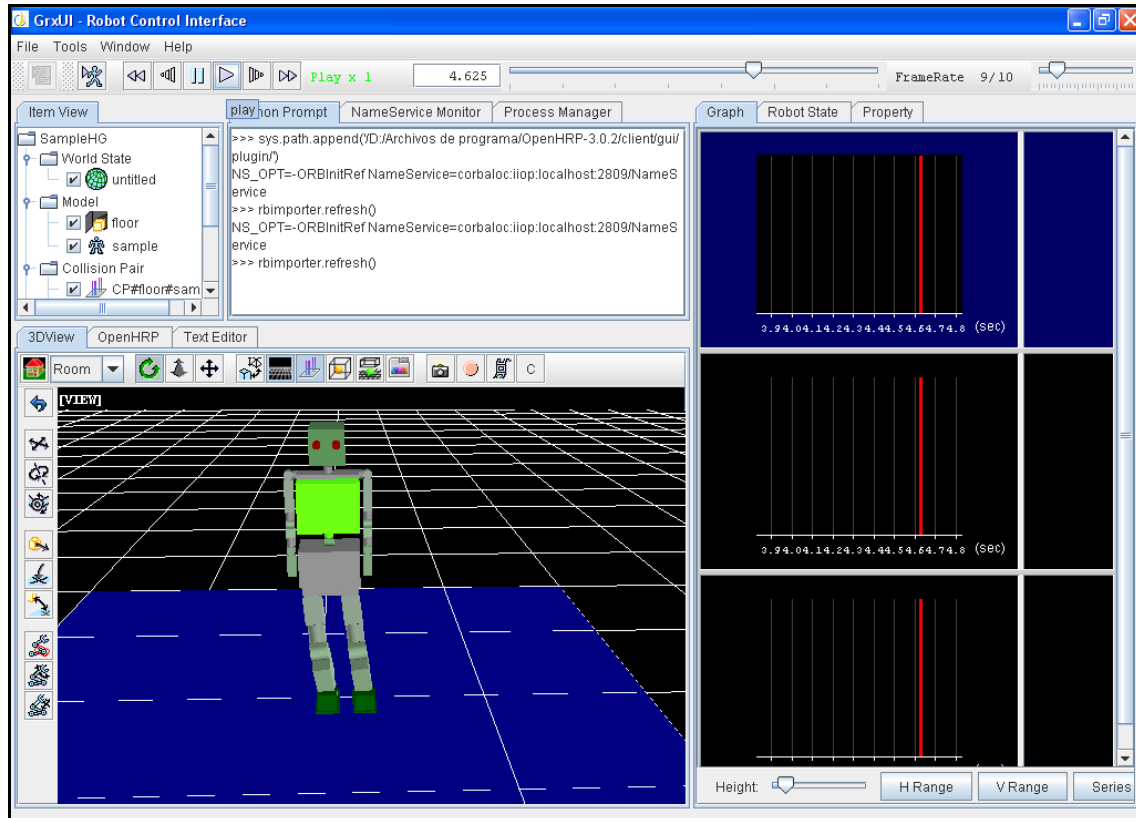 GrxUI - Robot Control Interface
File Tools Window Help
Play x 1 4.625 FrameRate 9/10
Item View
SampleHG
World State
untitled
Model
floor
sample
Collision Pair
CP#floor#sam
play hon Prompt NameService Monitor Process Manager
>>> sys.path.append('/D:/Archivos de programa/OpenHRP-3.0.2/client/gui/
plugin/')
NS_OPT=-ORBInitRef NameService=corbaloc:iiop:localhost:2809/NameS
ervice
>>> rbimporter.refresh()
NS_OPT=-ORBInitRef NameService=corbaloc:iiop:localhost:2809/NameS
ervice
>>> rbimporter.refresh()
3DView OpenHRP Text Editor
Room C
[VIEW]
Graph Robot State Property
3.94.04.14.24.34.44.54.64.74.8 (sec)
3.94.04.14.24.34.44.54.64.74.8 (sec)
Height: H Range V Range Series